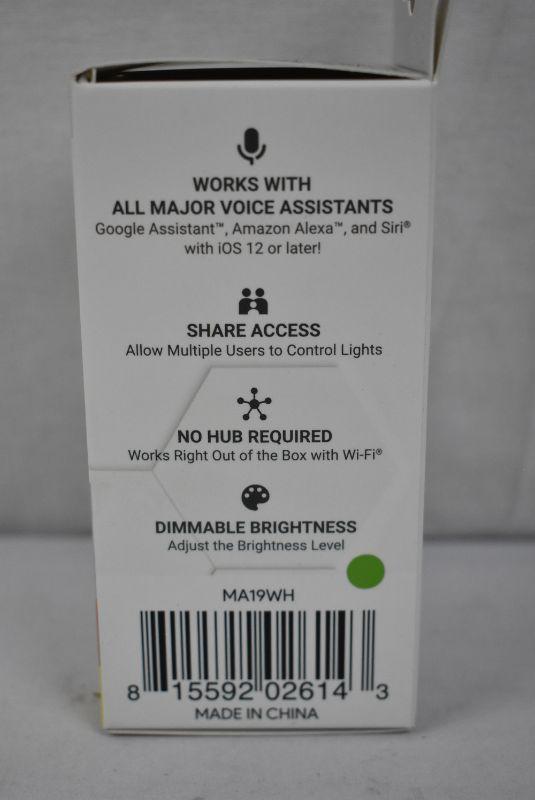 WORKS WITH
ALL MAJOR VOICE ASSISTANTS
Google Assistant™, Amazon Alexa™, and Siri®
with iOS 12 or later!
SHARE ACCESS
Allow Multiple Users to Control Lights
NO HUB REQUIRED
Works Right Out of the Box with Wi-Fi®
DIMMABLE BRIGHTNESS
Adjust the Brightness Level
MA19WH
8 15592 02614 3
MADE IN CHINA